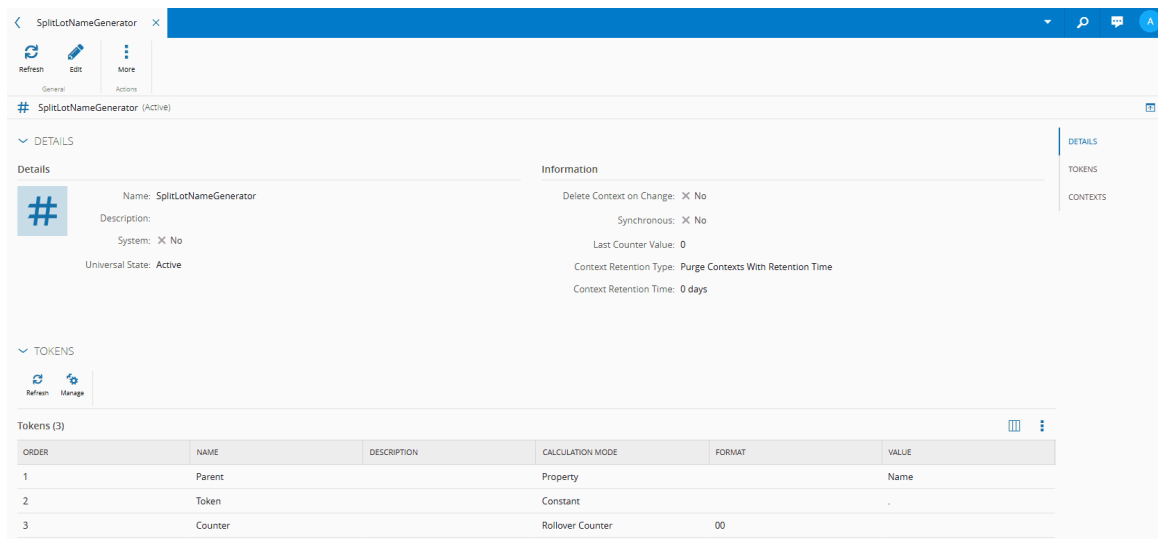 SplitLotNameGenerator
A
Refresh Edit More
General Actions
# SplitLotNameGenerator (Active)
DETAILS
Details
#
Name: SplitLotNameGenerator
Description:
System: No
Universal State: Active
Information
Delete Context on Change: No
Synchronous: No
Last Counter Value: 0
Context Retention Type: Purge Contexts With Retention Time
Context Retention Time: 0 days
DETAILS
TOKENS
CONTEXTS
TOKENS
Refresh Manage
Tokens (3)
ORDER NAME DESCRIPTION CALCULATION MODE FORMAT VALUE
1 Parent Property Name
2 Token Constant .
3 Counter Rollover Counter 00